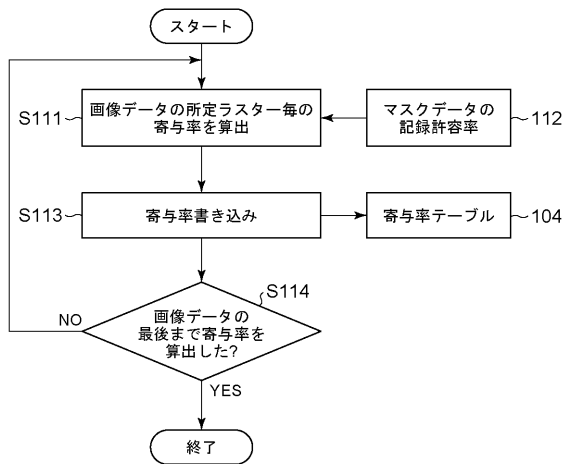 スタート
S111
画像データの所定ラスター毎の
寄与率を算出
マスクデータの
記録許容率
112
S113
寄与率書き込み
寄与率テーブル
104
S114
画像データの
最後まで寄与率を
算出した?
NO
YES
終了